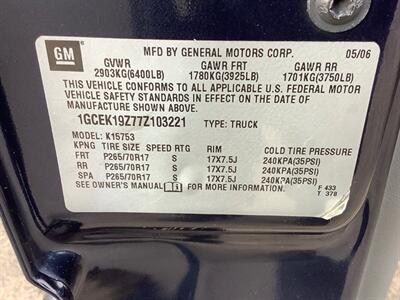 GM
MFD BY GENERAL MOTORS CORP. 05/06
GVWR GAWR FRT GAWR RR
2903KG(6400LB) 1780KG(3925LB) 1701KG(3750LB)
THIS VEHICLE CONFORMS TO ALL APPLICABLE U.S. FEDERAL MOTOR
VEHICLE SAFETY STANDARDS IN EFFECT ON THE DATE OF
MANUFACTURE SHOWN ABOVE.
1GCEK19Z77Z103221 TYPE: TRUCK
MODEL: K15753
KPNG TIRE SIZE SPEED RTG RIM COLD TIRE PRESSURE
FRT P265/70R17 S 17X7.5J 240KPA(35PSI)
RR P265/70R17 S 17X7.5J 240KPA(35PSI)
SPA P265/70R17 S 17X7.5J 240KPA(35PSI)
SEE OWNER'S MANUAL i FOR MORE INFORMATION. F 433
T 378